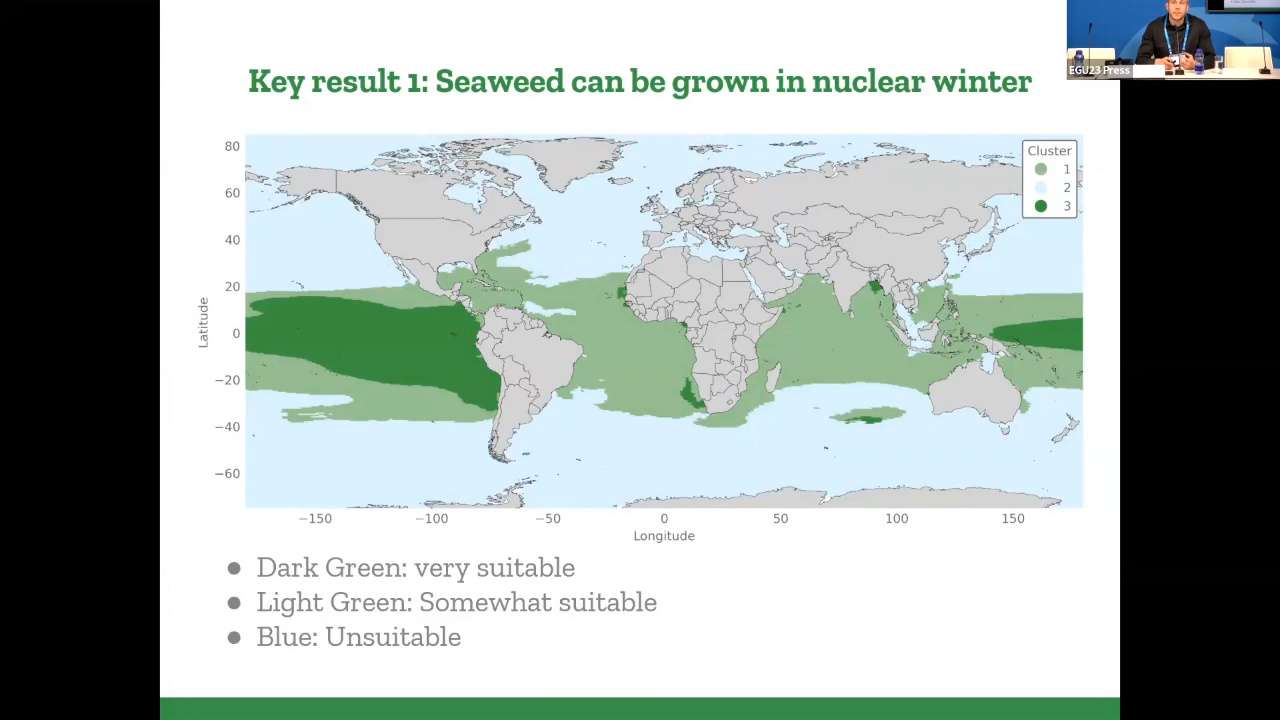 EGU23 Press
Key result 1: Seaweed can be grown in nuclear winter
Cluster
1
2
3
80
60
40
20
0
−20
−40
−60
Latitude
−150
−100
−50
0
50
100
150
Longitude
● Dark Green: very suitable
● Light Green: Somewhat suitable
● Blue: Unsuitable